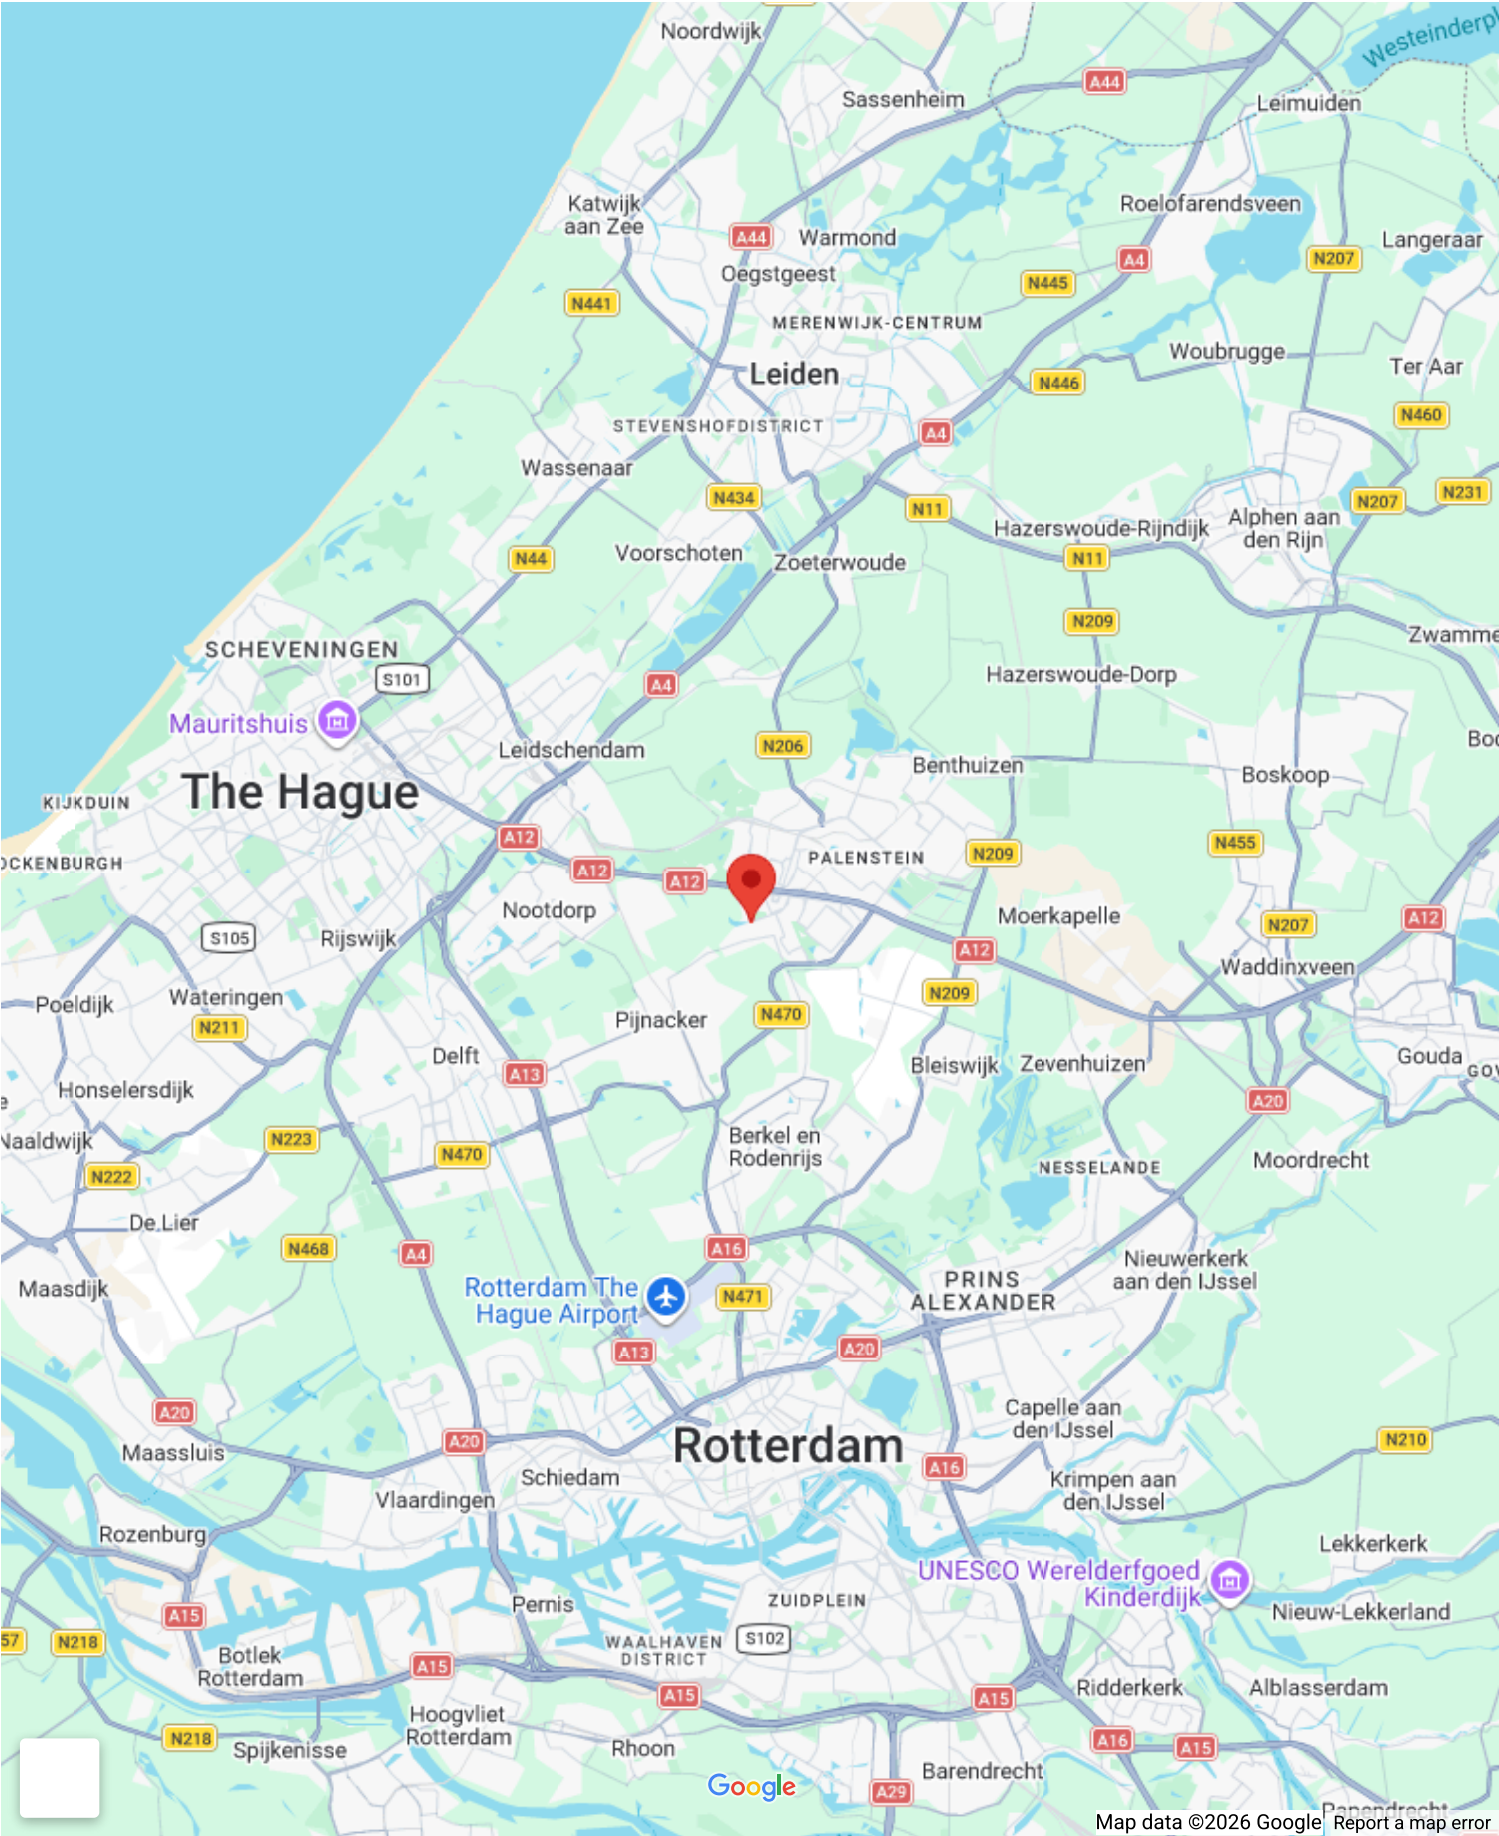 Noordwijk
Westeinderpl
A44
Sassenheim
Leimuiden
Katwijk
aan Zee
Roelofarendsveen
A44
Warmond
Langeraar
A4
N207
Oegstgeest
N445
N441
MERENWIJK-CENTRUM
Woubrugge
Ter Aar
Leiden
N446
N460
STEVENSHOFDISTRICT
A4
Wassenaar
N434
N231
N207
N11
Alphen aan
den Rijn
Hazerswoude-Rijndijk
Voorschoten
N44
Zoeterwoude
N11
N209
Zwamme
SCHEVENINGEN
S101
A4
Hazerswoude-Dorp
Mauritshuis
Leidschendam
N206
Boo
Benthuizen
Boskoop
The Hague
KIJKDUIN
A12
N455
OCKENBURGH
PALENSTEIN
N209
A12
A12
Nootdorp
Moerkapelle
A12
N207
S105
Rijswijk
A12
Waddinxveen
Poeldijk
Wateringen
N209
N211
Pijnacker
N470
Delft
Bleiswijk
Zevenhuizen
Gouda
GOV
A13
Honselersdijk
e
A20
Naaldwijk
N223
Berkel en
Rodenrijs
N470
NESSELANDE
Moordrecht
N222
De Lier
N468
A4
A16
Nieuwerkerk
aan den IJssel
Maasdijk
Rotterdam The
Hague Airport
N471
PRINS
ALEXANDER
A13
A20
A20
Capelle aan
den IJssel
Maassluis
A20
Rotterdam
N210
Schiedam
A16
Krimpen aan
den IJssel
Vlaardingen
Rozenburg
Lekkerkerk
UNESCO Werelderfgoed
Kinderdijk
Pernis
ZUIDPLEIN
Nieuw-Lekkerland
A15
57
N218
WAALHAVEN
DISTRICT
S102
Botlek
Rotterdam
A15
A15
A15
Ridderkerk
Alblasserdam
Hoogvliet
Rotterdam
N218
Spijkenisse
Rhoon
A16
A15
Barendrecht
Google
A29
Papendrecht
Map data ©2026 Google
Report a map error